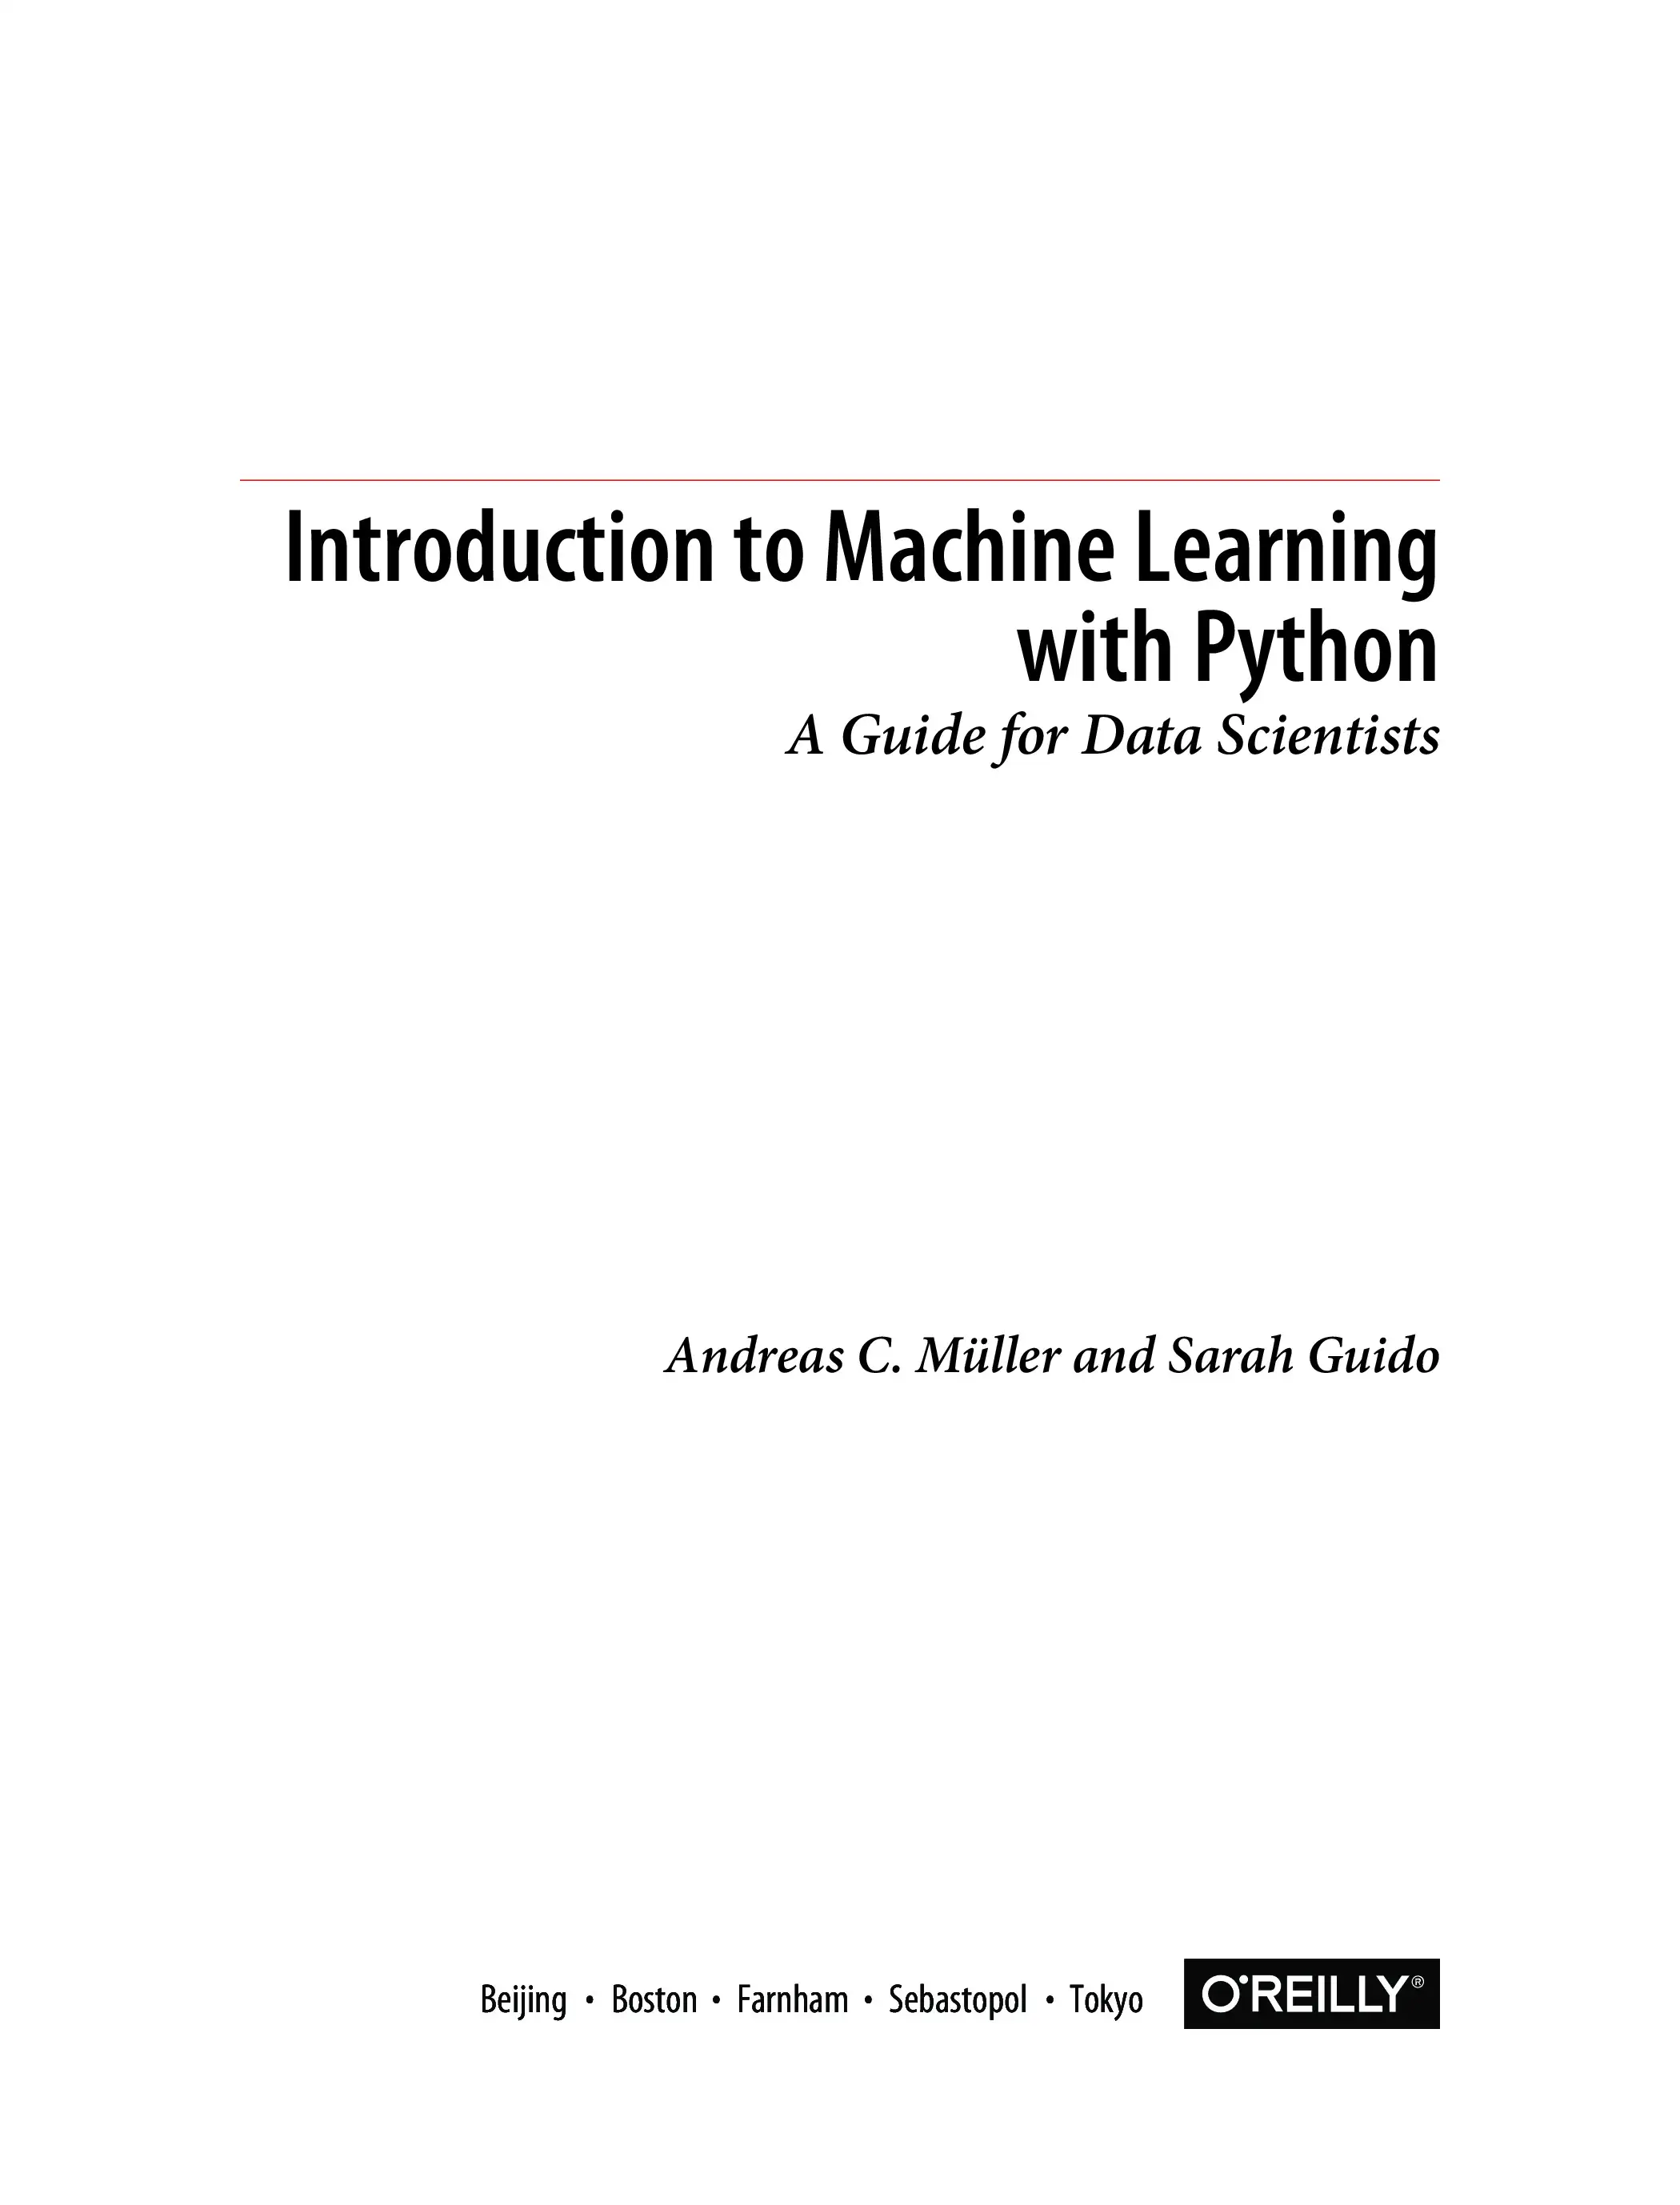 Introduction to Machine Learning
with Python
A Guide for Data Scientists
Andreas C. Müller and Sarah Guido
Beijing • Boston • Farnham • Sebastopol • Tokyo O'REILLY®